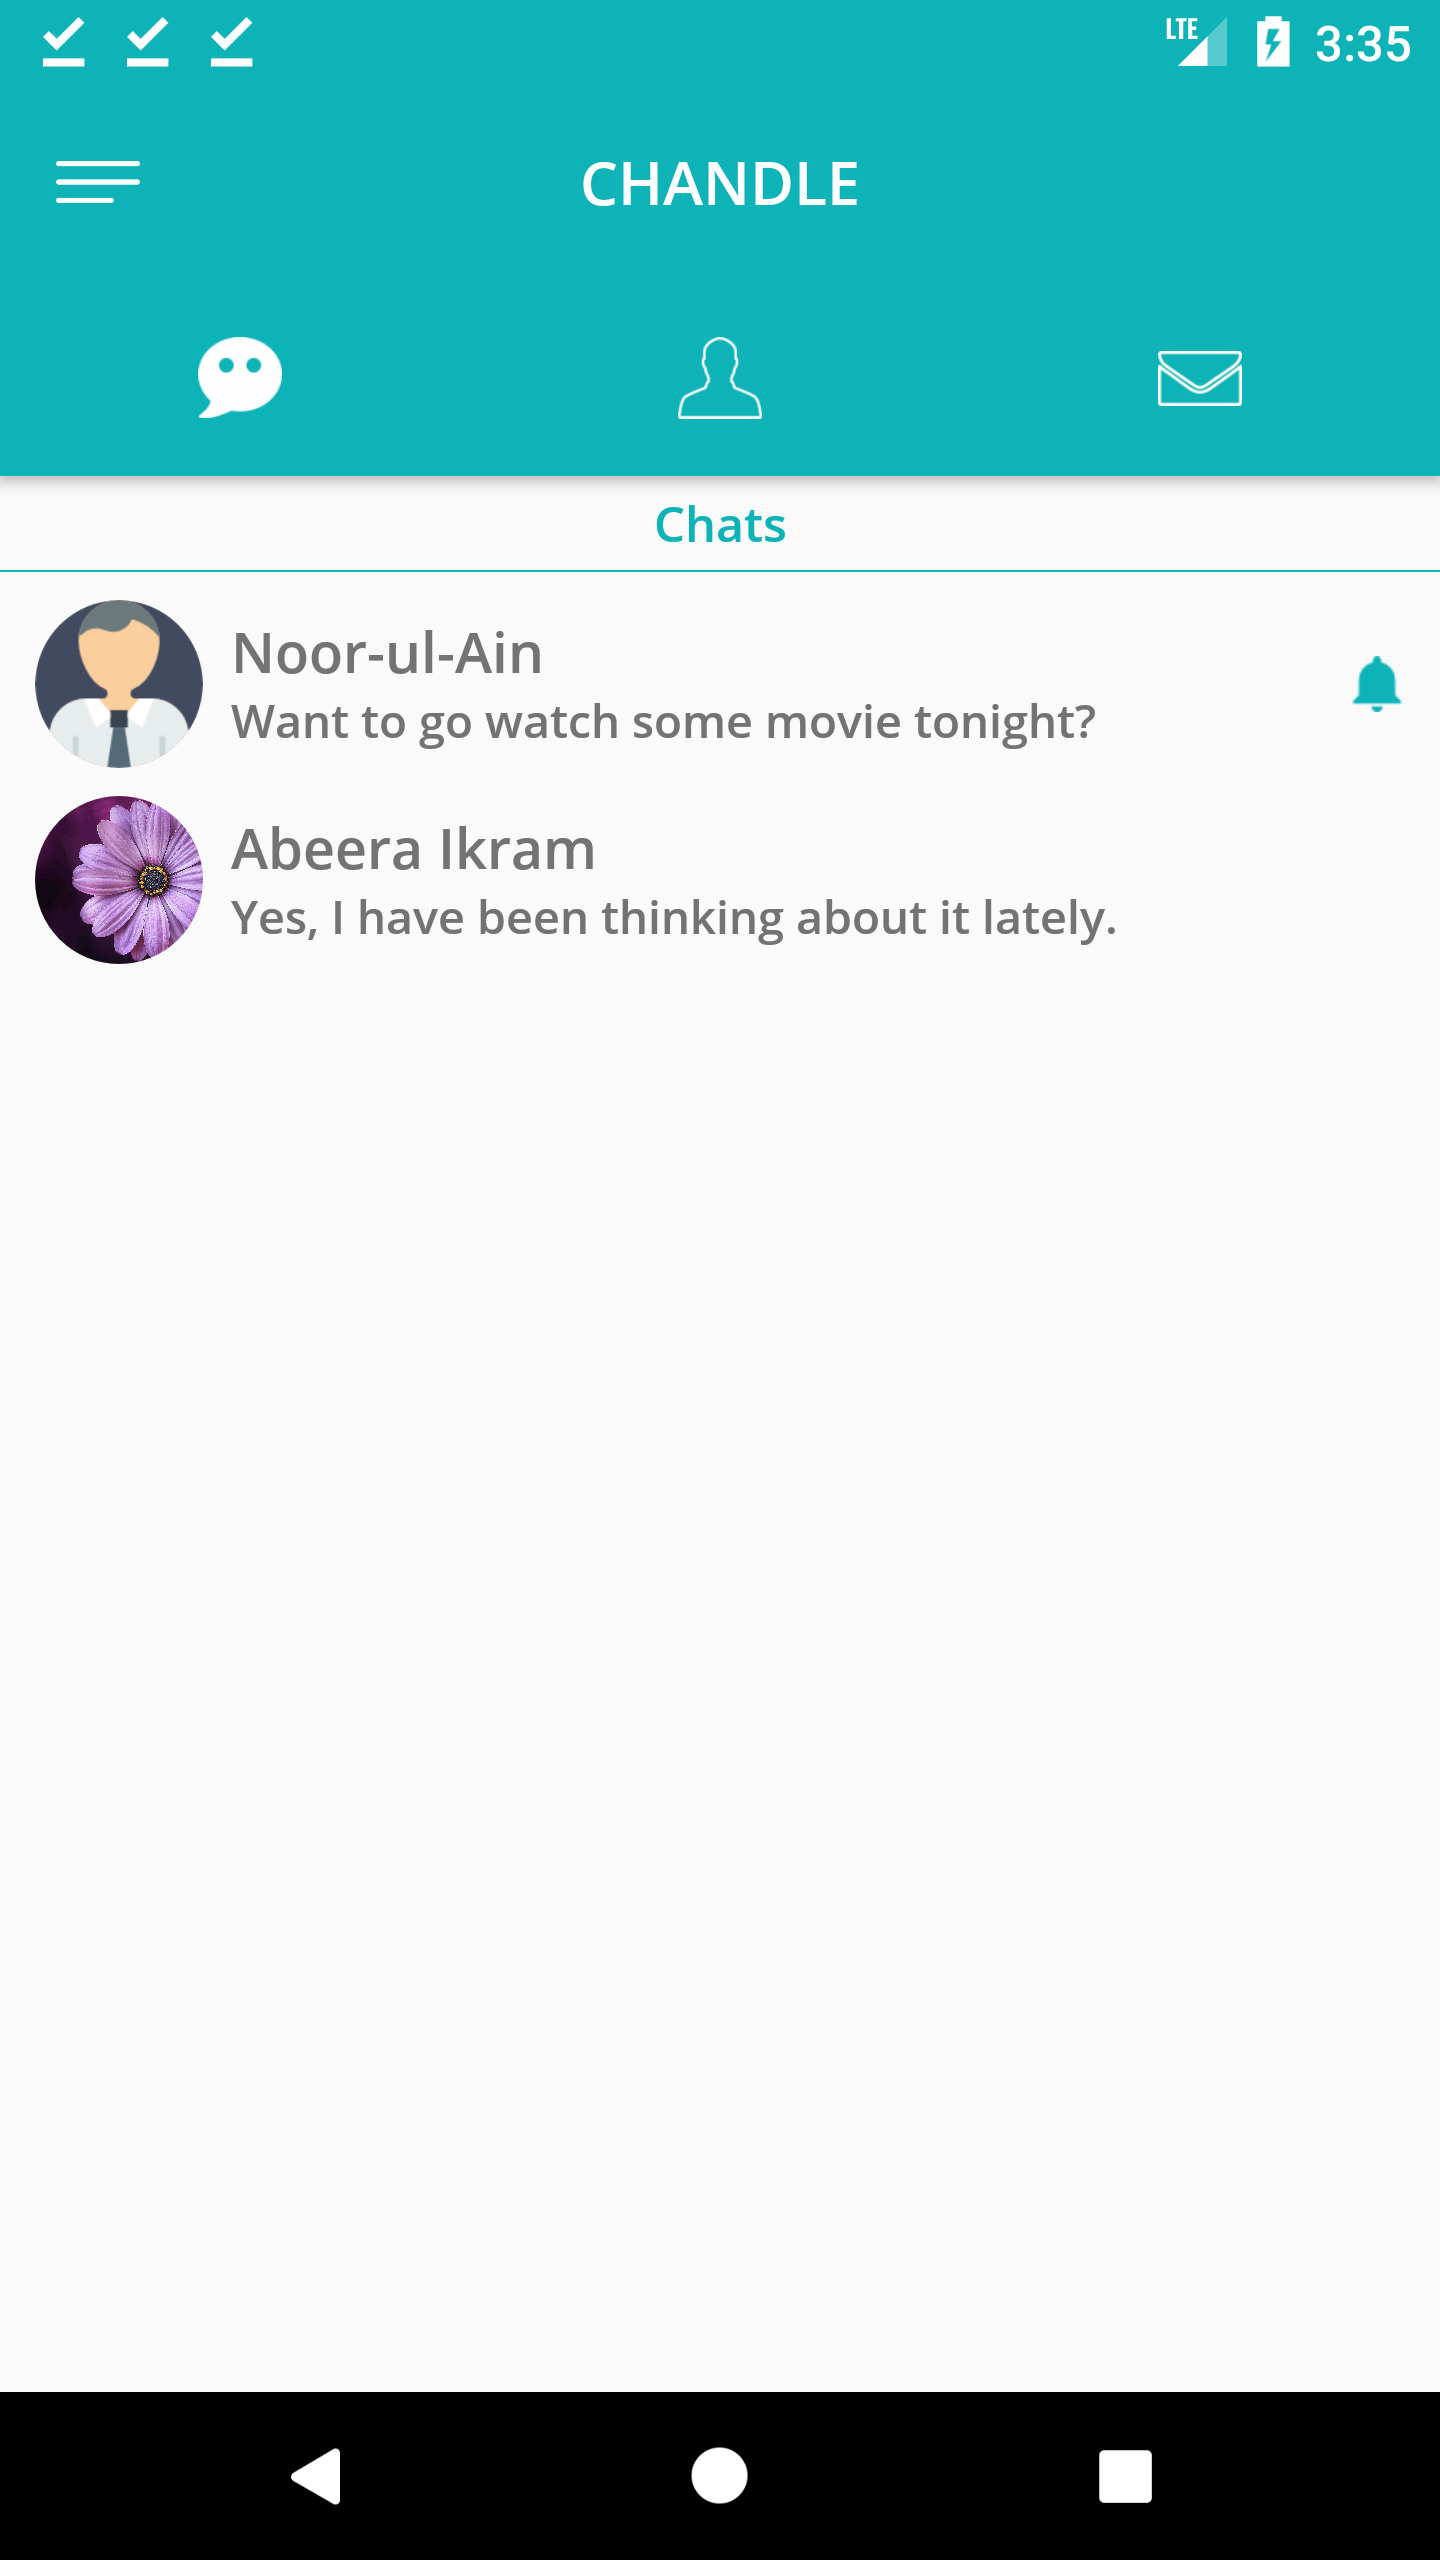 LTE 3:35
CHANDLE
Chats
Noor-ul-Ain
Want to go watch some movie tonight?
Abeera Ikram
Yes, I have been thinking about it lately.